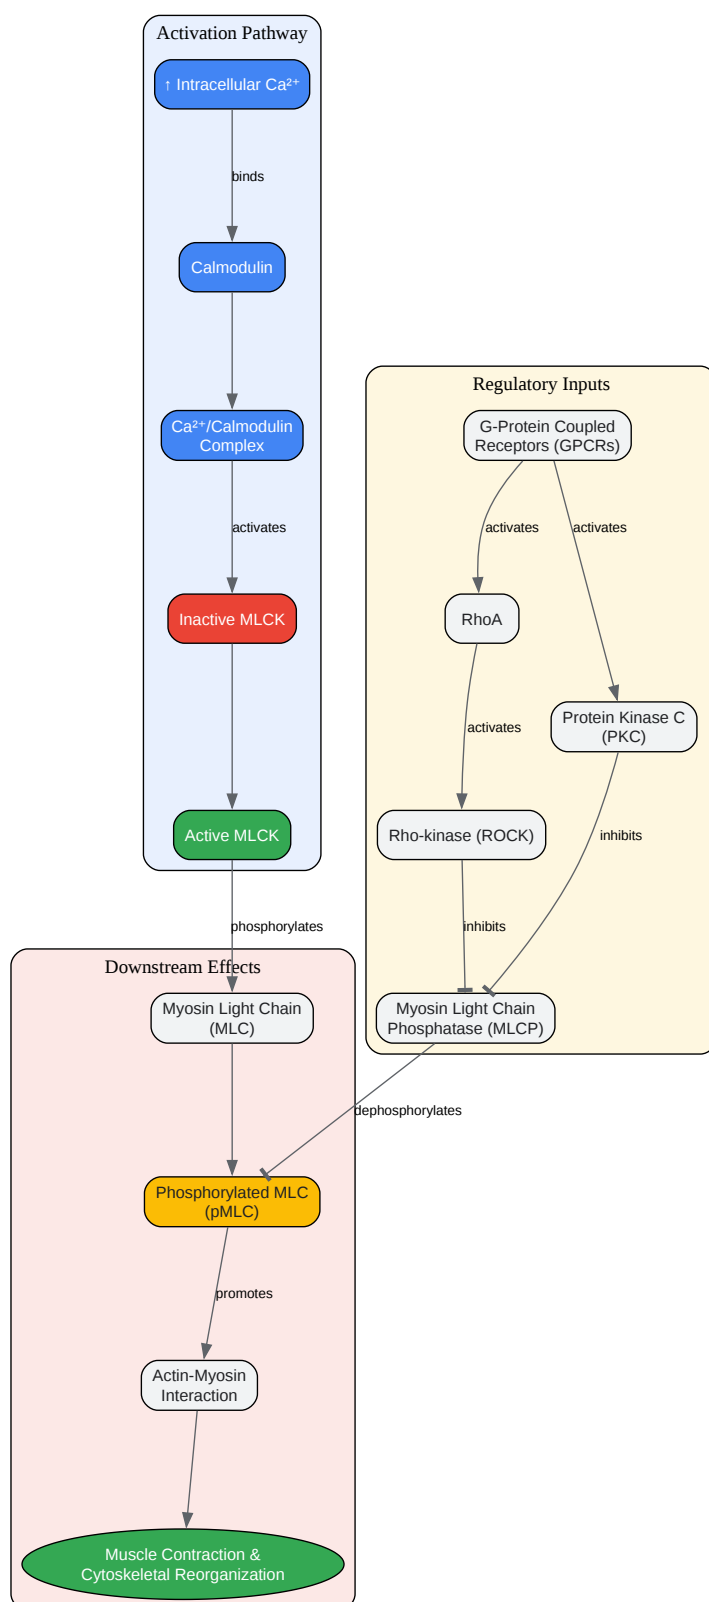 Activation Pathway
↑ Intracellular Ca²⁺
binds
Calmodulin
Ca²⁺/Calmodulin
Complex
activates
Inactive MLCK
Active MLCK
phosphorylates
Regulatory Inputs
G-Protein Coupled
Receptors (GPCRs)
activates
activates
RhoA
Protein Kinase C
(PKC)
activates
Rho-kinase (ROCK)
inhibits
inhibits
Myosin Light Chain
Phosphatase (MLCP)
dephosphorylates
Downstream Effects
Myosin Light Chain
(MLC)
Phosphorylated MLC
(pMLC)
promotes
Actin-Myosin
Interaction
Muscle Contraction &
Cytoskeletal Reorganization